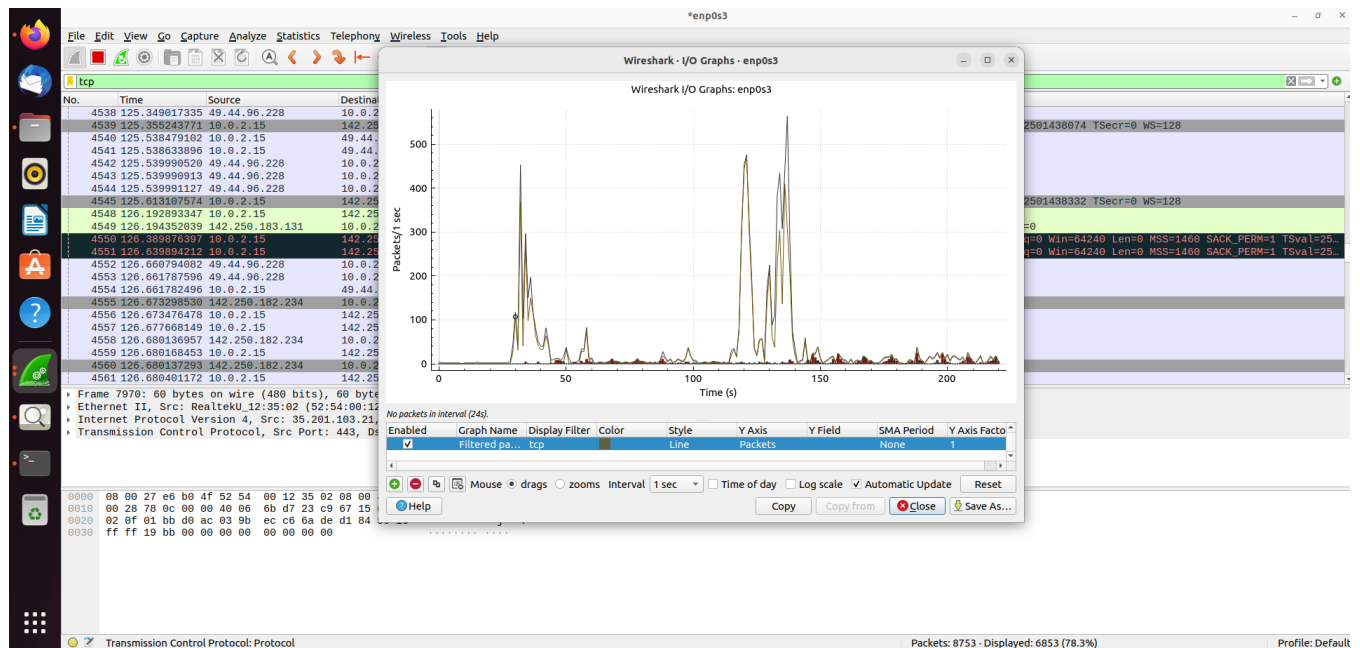 *enp0s3
File Edit View Go Capture Analyze Statistics Telephony Wireless Tools Help
tcp
No. Time Source Destinat
4538 125.349017335 49.44.96.228 10.0.2
4539 125.355243771 10.0.2.15 142.25
2501438074 TSecr=0 WS=128
4540 125.538479102 10.0.2.15 49.44.
4541 125.538633896 10.0.2.15 49.44.
4542 125.539990520 49.44.96.228 10.0.2
4543 125.539990913 49.44.96.228 10.0.2
4544 125.539991127 49.44.96.228 10.0.2
4545 125.613107574 10.0.2.15 142.25
2501438332 TSecr=0 WS=128
4548 126.192893347 10.0.2.15 142.25
4549 126.194352039 142.250.183.131 10.0.2
=0
4550 126.389876397 10.0.2.15 142.25
q=0 Win=64240 Len=0 MSS=1460 SACK_PERM=1 TSval=25…
4551 126.639894212 10.0.2.15 142.25
q=0 Win=64240 Len=0 MSS=1460 SACK_PERM=1 TSval=25…
4552 126.660794082 49.44.96.228 10.0.2
4553 126.661787596 49.44.96.228 10.0.2
4554 126.661782496 10.0.2.15 49.44.
4555 126.673298530 142.250.182.234 10.0.2
4556 126.673476478 10.0.2.15 142.25
4557 126.677668149 10.0.2.15 142.25
4558 126.680136957 142.250.182.234 10.0.2
4559 126.680168453 10.0.2.15 142.25
4560 126.680137293 142.250.182.234 10.0.2
4561 126.680401172 10.0.2.15 142.25
Frame 7970: 60 bytes on wire (480 bits), 60 byte
Ethernet II, Src: RealtekU_12:35:02 (52:54:00:12
Internet Protocol Version 4, Src: 35.201.103.21,
Transmission Control Protocol, Src Port: 443, Ds
0000 08 00 27 e6 b0 4f 52 54 00 12 35 02 08 00
0010 00 28 78 0c 00 00 40 06 6b d7 23 c9 67 15
0020 02 0f 01 bb d0 ac 03 9b ec c6 6a de d1 84
0030 ff ff 19 bb 00 00 00 00 00 00 00 00
Wireshark · I/O Graphs · enp0s3
Wireshark I/O Graphs: enp0s3
Packets/1 sec
500
400
300
200
100
0
0 50 100 150 200
Time (s)
No packets in interval (24s).
Enabled Graph Name Display Filter Color Style Y Axis Y Field SMA Period Y Axis Facto
Filtered pa… tcp Line Packets None 1
Mouse drags zooms Interval 1 sec Time of day Log scale Automatic Update Reset
Help Copy Copy from Close Save As…
Transmission Control Protocol: Protocol
Packets: 8753 · Displayed: 6853 (78.3%)
Profile: Default